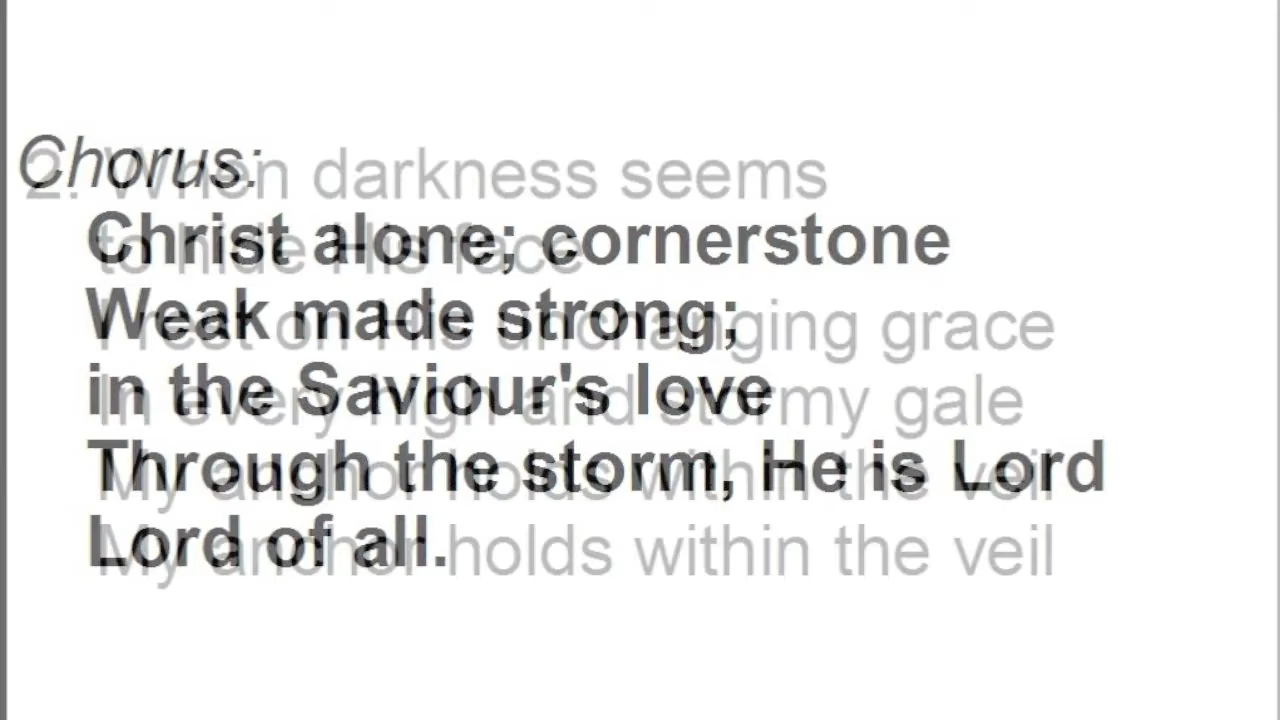 Chorus:
Christ alone; cornerstone
Weak made strong;
in the Saviour's love
Through the storm, He is Lord
Lord of all.
2. When darkness seems
to hide His face
I rest on His unchanging grace
In every high and stormy gale
My anchor holds within the veil
My anchor holds within the veil